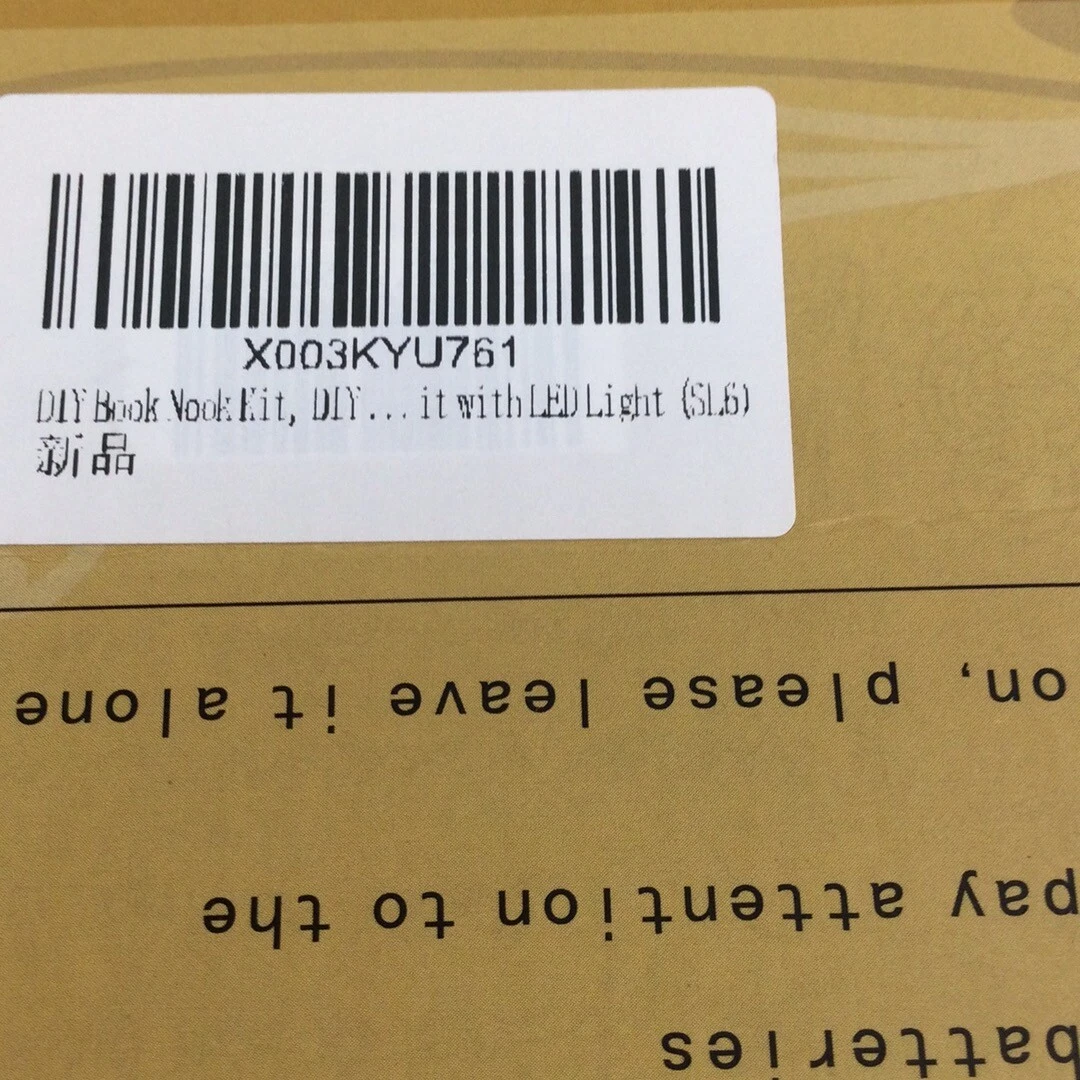 X003KYU761
DIY Book Nook Kit, DIY... it with LED Light (SL6)
新品
batteries
pay attention to the
on, please leave it alone